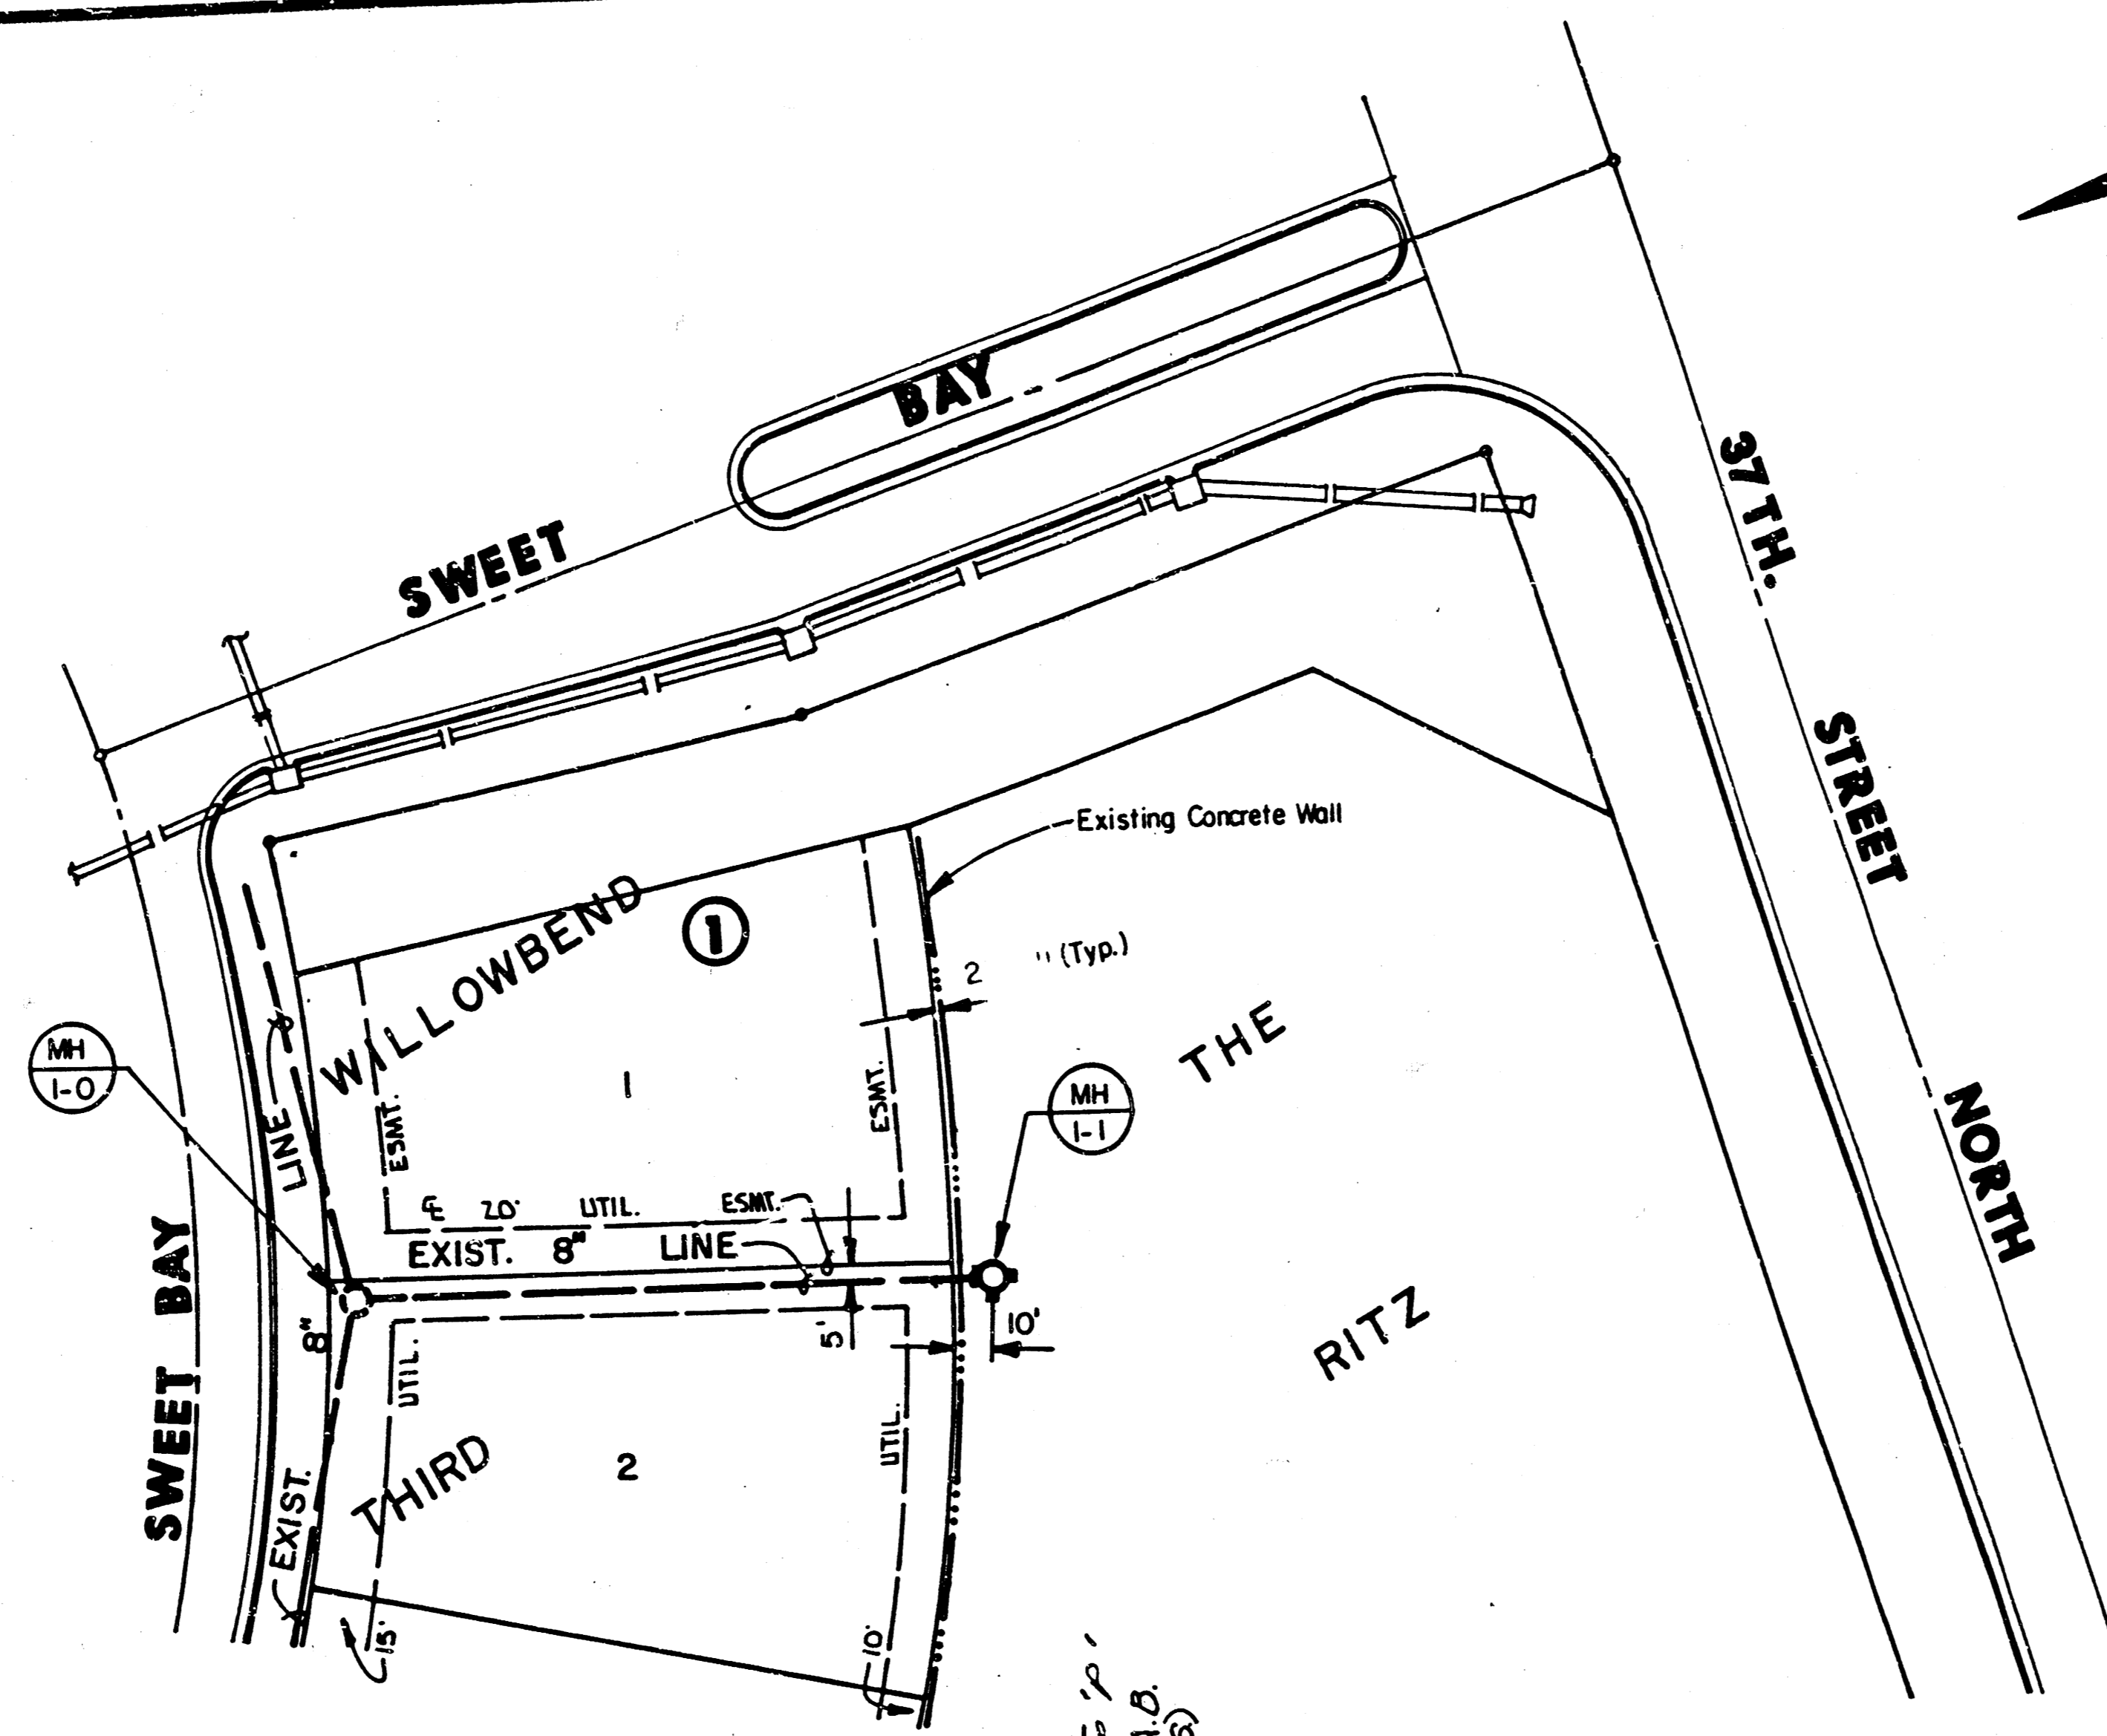 BAY
SWEET
37 TH.
STREET
NORTH
Existing Concrete Wall
WILLOWBEND
1
2 " (Typ.)
THE
MH
1-0
1
LINE
ESMT.
ESMT.
MH
1-1
℄ 20' UTIL. ESMT.
EXIST. 8" LINE
SWEET BAY
8"
5'
10'
UTIL.
UTIL.
RITZ
THIRD
2
EXIST.
15'
10'